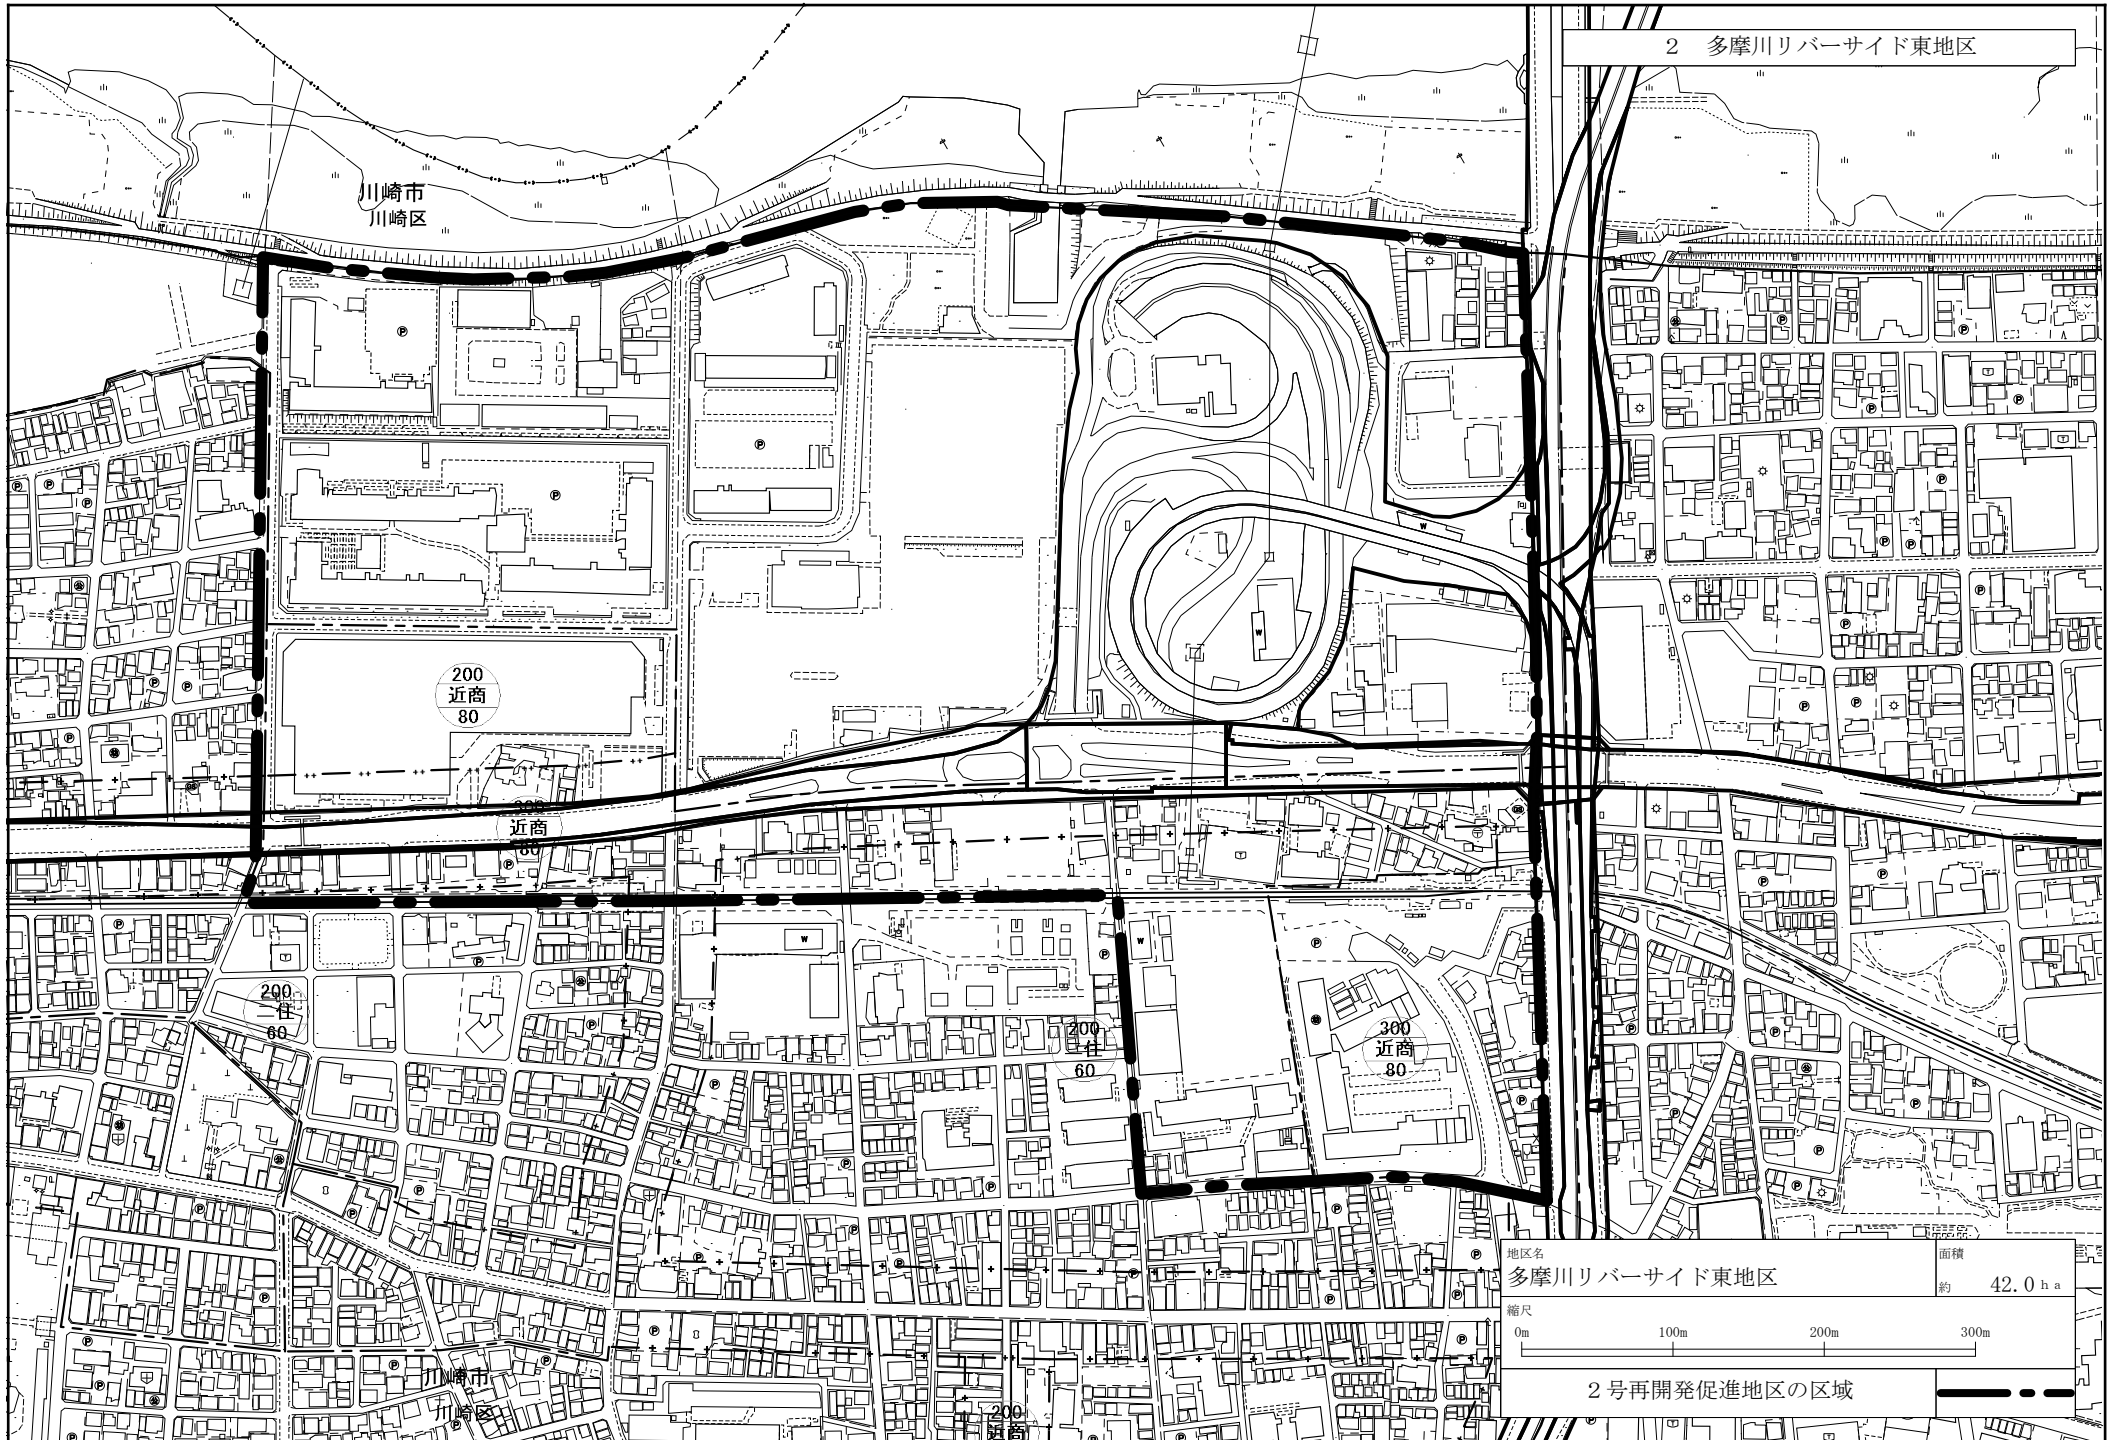 2　多摩川リバーサイド東地区
川崎市
川崎区
200
近商
80
300
近商
80
200
一住
60
200
一住
60
300
近商
80
地区名
多摩川リバーサイド東地区
面積
約 42.0 ha
縮尺
0m 100m 200m 300m
２号再開発促進地区の区域
川崎市
川崎区
200
近商